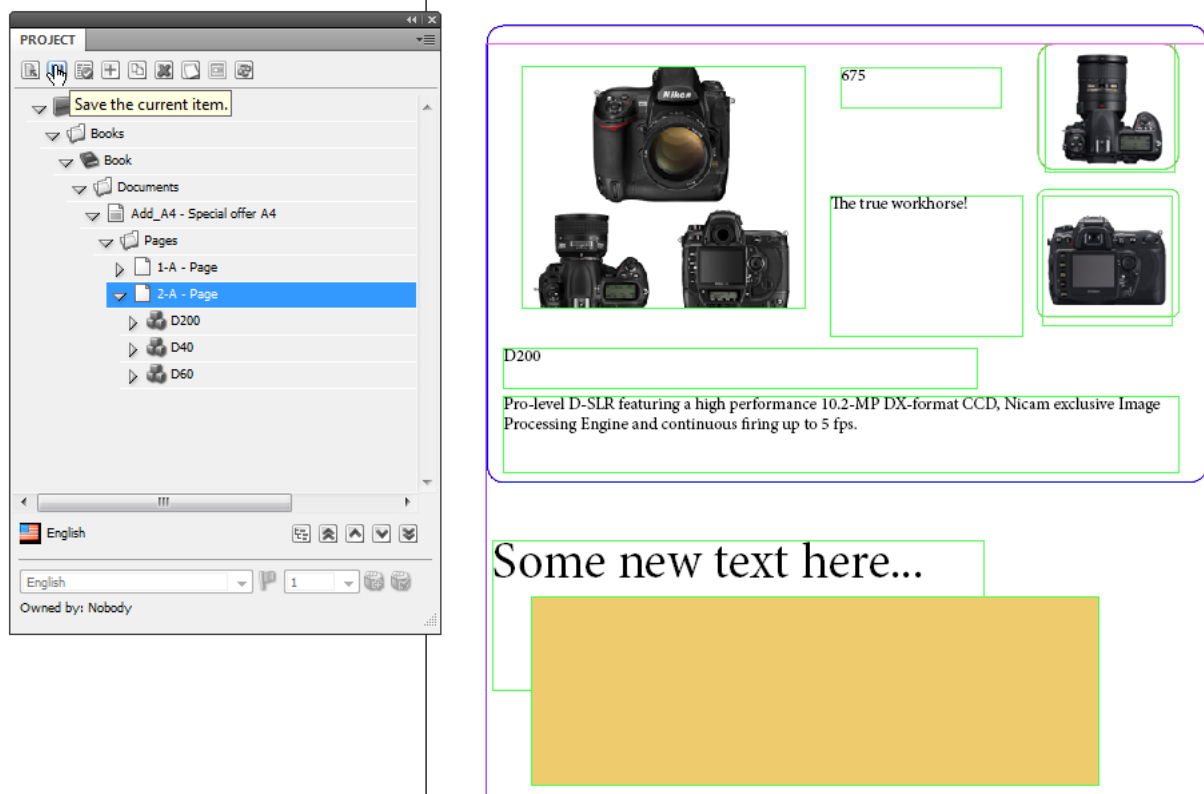 PROJECT
Save the current item.
Books
Book
Documents
Add_A4 - Special offer A4
Pages
1-A - Page
2-A - Page
D200
D40
D60
English
English
1
Owned by: Nobody
Nikon
675
The true workhorse!
D200
Pro-level D-SLR featuring a high performance 10.2-MP DX-format CCD, Nicam exclusive Image
Processing Engine and continuous firing up to 5 fps.
Some new text here...